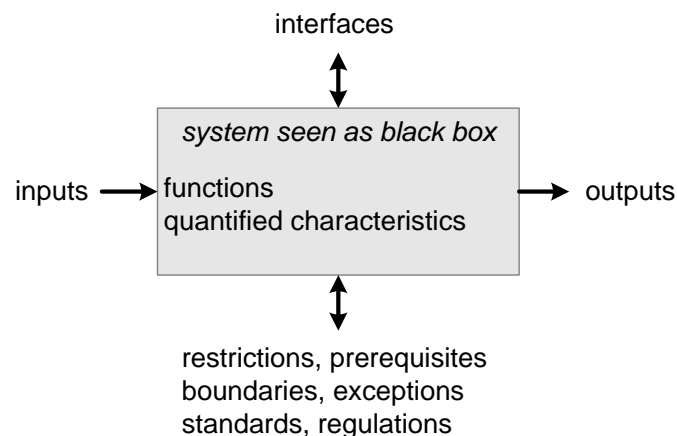 interfaces
system seen as black box
inputs
functions
quantified characteristics
outputs
restrictions, prerequisites
boundaries, exceptions
standards, regulations